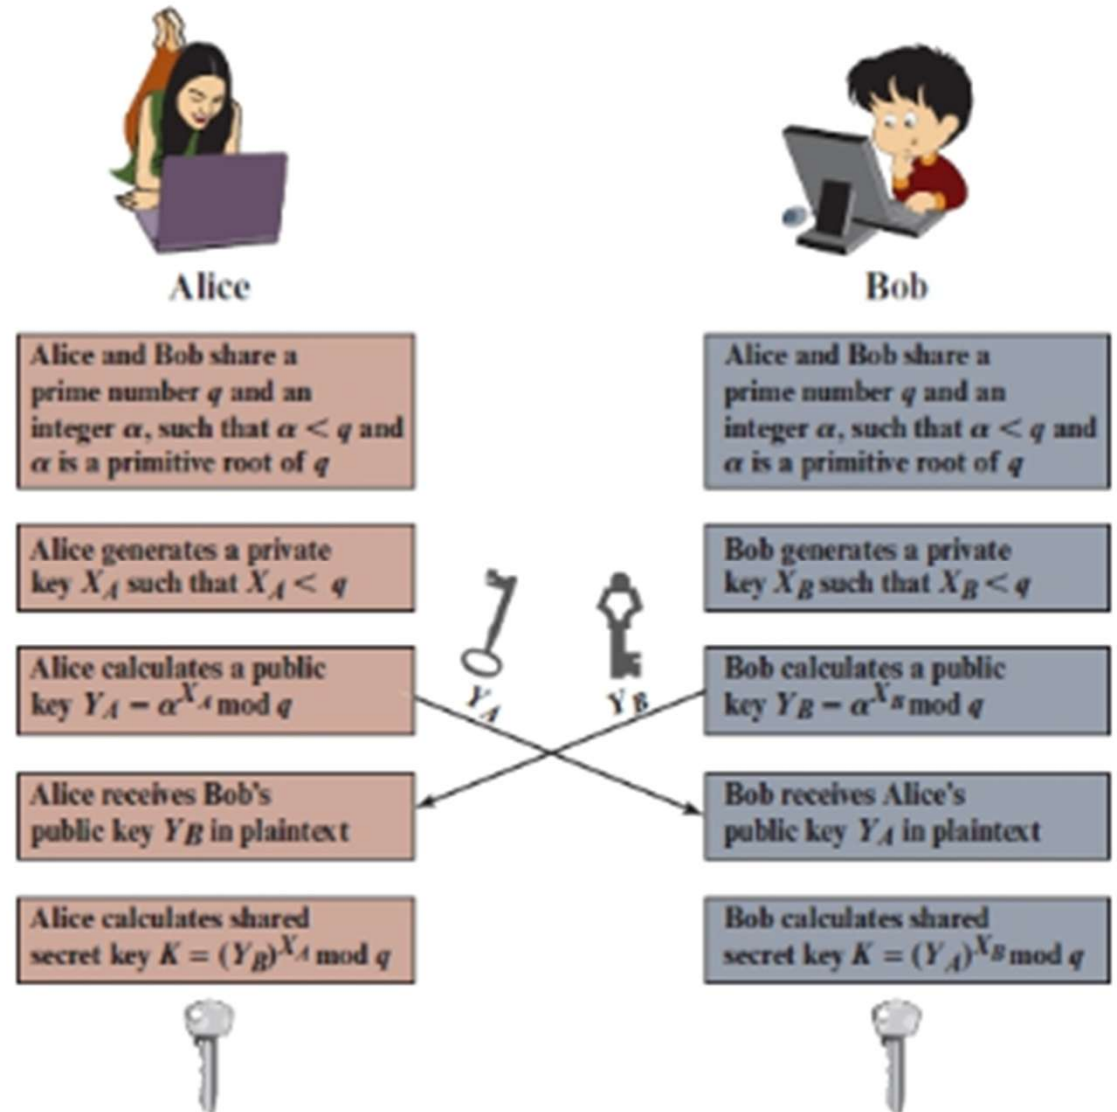 Alice
Bob
Alice and Bob share a
prime number q and an
integer α, such that α < q and
α is a primitive root of q
Alice and Bob share a
prime number q and an
integer α, such that α < q and
α is a primitive root of q
Alice generates a private
key X_A such that X_A < q
Bob generates a private
key X_B such that X_B < q
Alice calculates a public
key Y_A = α^X_A mod q
Y_A
Y_B
Bob calculates a public
key Y_B = α^X_B mod q
Alice receives Bob's
public key Y_B in plaintext
Bob receives Alice's
public key Y_A in plaintext
Alice calculates shared
secret key K = (Y_B)^X_A mod q
Bob calculates shared
secret key K = (Y_A)^X_B mod q